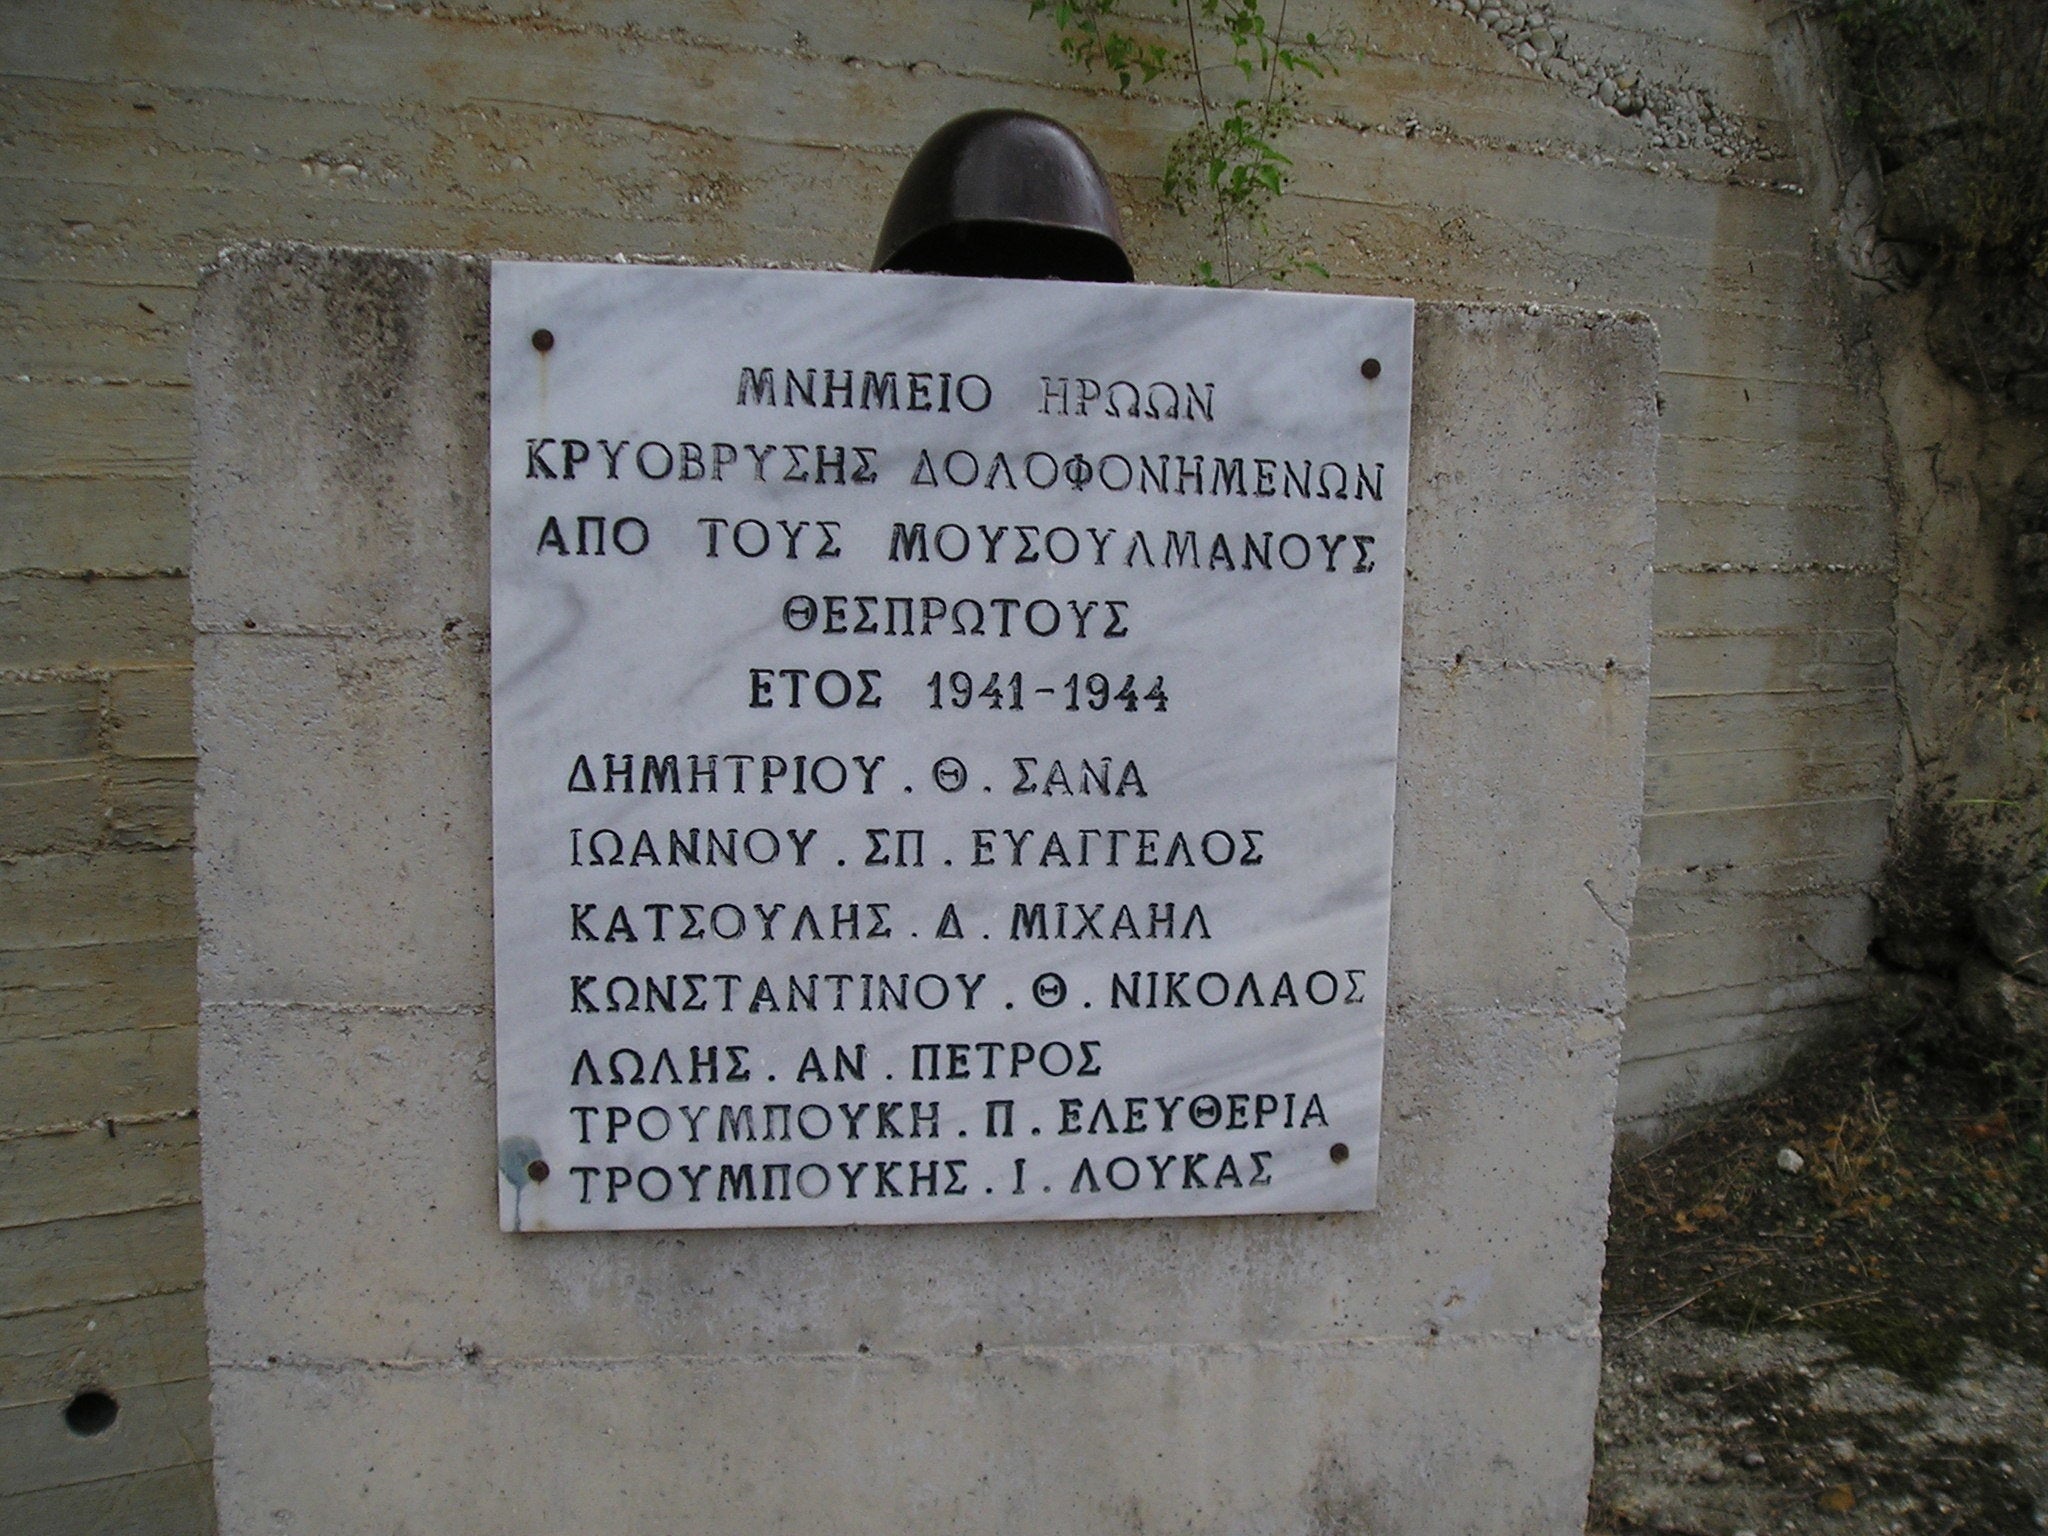 ΜΝΗΜΕΙΟ ΗΡΩΩΝ
ΚΡΥΟΒΡΥΣΗΣ ΔΟΛΟΦΟΝΗΜΕΝΩΝ
ΑΠΟ ΤΟΥΣ ΜΟΥΣΟΥΛΜΑΝΟΥΣ
ΘΕΣΠΡΩΤΟΥΣ
ΕΤΟΣ 1941-1944
ΔΗΜΗΤΡΙΟΥ . Θ . ΣΑΝΑ
ΙΩΑΝΝΟΥ . ΣΠ . ΕΥΑΓΓΕΛΟΣ
ΚΑΤΣΟΥΛΗΣ . Δ . ΜΙΧΑΗΛ
ΚΩΝΣΤΑΝΤΙΝΟΥ . Θ . ΝΙΚΟΛΑΟΣ
ΛΩΛΗΣ . ΑΝ . ΠΕΤΡΟΣ
ΤΡΟΥΜΠΟΥΚΗ . Π . ΕΛΕΥΘΕΡΙΑ
ΤΡΟΥΜΠΟΥΚΗΣ . Ι . ΛΟΥΚΑΣ